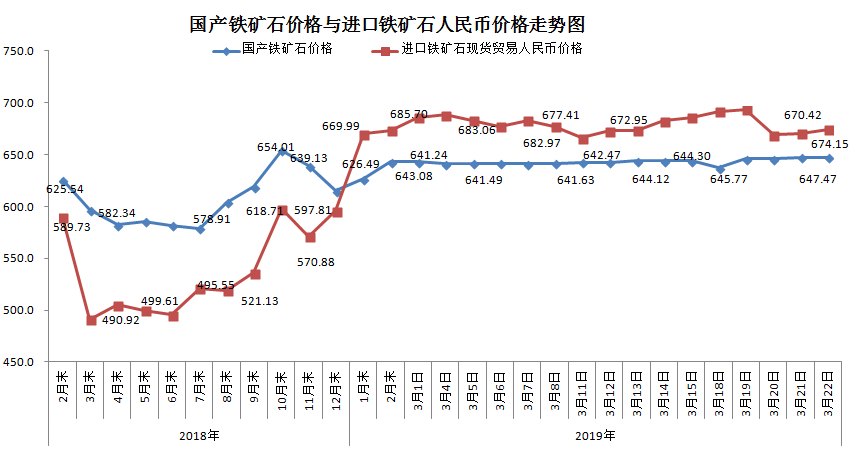 国产铁矿石价格与进口铁矿石人民币价格走势图
国产铁矿石价格 进口铁矿石现货贸易人民币价格
750.0
700.0
650.0
600.0
550.0
500.0
450.0
625.54
589.73
582.34
490.92
499.61
578.91
495.55
618.71
521.13
654.01
597.81
639.13
570.88
669.99
626.49
685.70
643.08
641.24
683.06
641.49
682.97
677.41
641.63
672.95
642.47
644.12
644.30
645.77
670.42
674.15
647.47
2月末
3月末
4月末
5月末
6月末
7月末
8月末
9月末
10月末
11月末
12月末
1月末
2月末
3月1日
3月4日
3月5日
3月6日
3月7日
3月8日
3月11日
3月12日
3月13日
3月14日
3月15日
3月18日
3月19日
3月20日
3月21日
3月22日
2018年 2019年